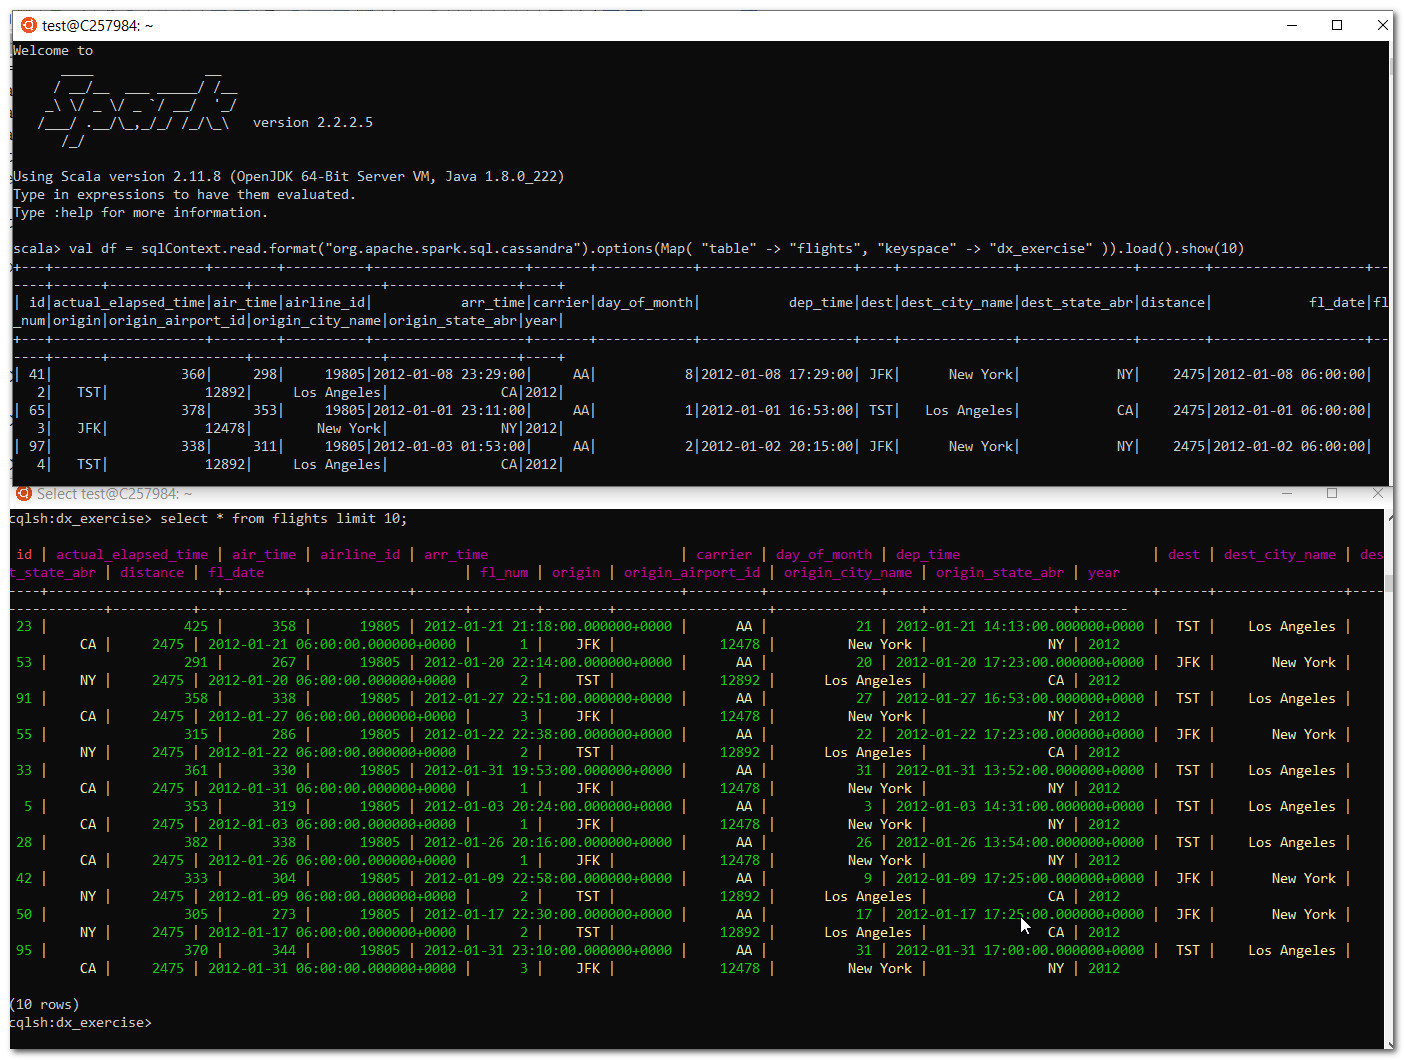 test@C257984: ~
Welcome to
      ____              __
     / __/__  ___ _____/ /__
    _\ \/ _ \/ _ `/ __/  '_/
   /___/ .__/\_,_/_/ /_/\_\   version 2.2.2.5
      /_/
Using Scala version 2.11.8 (OpenJDK 64-Bit Server VM, Java 1.8.0_222)
Type in expressions to have them evaluated.
Type :help for more information.
scala> val df = sqlContext.read.format("org.apache.spark.sql.cassandra").options(Map( "table" -> "flights", "keyspace" -> "dx_exercise" )).load().show(10)
+---+-------------------+--------+----------+-------------------+-------+------------+-------------------+----+--------------+--------------+--------+-------------------+--
----+------+-----------------+----------------+----------------+----+
| id|actual_elapsed_time|air_time|airline_id|           arr_time|carrier|day_of_month|           dep_time|dest|dest_city_name|dest_state_abr|distance|            fl_date|fl
_num|origin|origin_airport_id|origin_city_name|origin_state_abr|year|
+---+-------------------+--------+----------+-------------------+-------+------------+-------------------+----+--------------+--------------+--------+-------------------+--
----+------+-----------------+----------------+----------------+----+
| 41|                360|     298|     19805|2012-01-08 23:29:00|     AA|           8|2012-01-08 17:29:00| JFK|      New York|            NY|    2475|2012-01-08 06:00:00|
   2|   TST|            12892|     Los Angeles|              CA|2012|
| 65|                378|     353|     19805|2012-01-01 23:11:00|     AA|           1|2012-01-01 16:53:00| TST|   Los Angeles|            CA|    2475|2012-01-01 06:00:00|
   3|   JFK|            12478|        New York|              NY|2012|
| 97|                338|     311|     19805|2012-01-03 01:53:00|     AA|           2|2012-01-02 20:15:00| JFK|      New York|            NY|    2475|2012-01-02 06:00:00|
   4|   TST|            12892|     Los Angeles|              CA|2012|
Select test@C257984: ~
cqlsh:dx_exercise> select * from flights limit 10;
id | actual_elapsed_time | air_time | airline_id | arr_time | carrier | day_of_month | dep_time | dest | dest_city_name | des
t_state_abr | distance | fl_date | fl_num | origin | origin_airport_id | origin_city_name | origin_state_abr | year
----+---------------------+----------+------------+---------------------------------+---------+--------------+---------------------------------+------+----------------+----
------------+----------+---------------------------------+--------+--------+-------------------+------------------+------------------+------
23 | 425 | 358 | 19805 | 2012-01-21 21:18:00.000000+0000 | AA | 21 | 2012-01-21 14:13:00.000000+0000 | TST | Los Angeles |
CA | 2475 | 2012-01-21 06:00:00.000000+0000 | 1 | JFK | 12478 | New York | NY | 2012
53 | 291 | 267 | 19805 | 2012-01-20 22:14:00.000000+0000 | AA | 20 | 2012-01-20 17:23:00.000000+0000 | JFK | New York |
NY | 2475 | 2012-01-20 06:00:00.000000+0000 | 2 | TST | 12892 | Los Angeles | CA | 2012
91 | 358 | 338 | 19805 | 2012-01-27 22:51:00.000000+0000 | AA | 27 | 2012-01-27 16:53:00.000000+0000 | TST | Los Angeles |
CA | 2475 | 2012-01-27 06:00:00.000000+0000 | 3 | JFK | 12478 | New York | NY | 2012
55 | 315 | 286 | 19805 | 2012-01-22 22:38:00.000000+0000 | AA | 22 | 2012-01-22 17:23:00.000000+0000 | JFK | New York |
NY | 2475 | 2012-01-22 06:00:00.000000+0000 | 2 | TST | 12892 | Los Angeles | CA | 2012
33 | 361 | 330 | 19805 | 2012-01-31 19:53:00.000000+0000 | AA | 31 | 2012-01-31 13:52:00.000000+0000 | TST | Los Angeles |
CA | 2475 | 2012-01-31 06:00:00.000000+0000 | 1 | JFK | 12478 | New York | NY | 2012
5 | 353 | 319 | 19805 | 2012-01-03 20:24:00.000000+0000 | AA | 3 | 2012-01-03 14:31:00.000000+0000 | TST | Los Angeles |
CA | 2475 | 2012-01-03 06:00:00.000000+0000 | 1 | JFK | 12478 | New York | NY | 2012
28 | 382 | 338 | 19805 | 2012-01-26 20:16:00.000000+0000 | AA | 26 | 2012-01-26 13:54:00.000000+0000 | TST | Los Angeles |
CA | 2475 | 2012-01-26 06:00:00.000000+0000 | 1 | JFK | 12478 | New York | NY | 2012
42 | 333 | 304 | 19805 | 2012-01-09 22:58:00.000000+0000 | AA | 9 | 2012-01-09 17:25:00.000000+0000 | JFK | New York |
NY | 2475 | 2012-01-09 06:00:00.000000+0000 | 2 | TST | 12892 | Los Angeles | CA | 2012
50 | 305 | 273 | 19805 | 2012-01-17 22:30:00.000000+0000 | AA | 17 | 2012-01-17 17:25:00.000000+0000 | JFK | New York |
NY | 2475 | 2012-01-17 06:00:00.000000+0000 | 2 | TST | 12892 | Los Angeles | CA | 2012
95 | 370 | 344 | 19805 | 2012-01-31 23:10:00.000000+0000 | AA | 31 | 2012-01-31 17:00:00.000000+0000 | TST | Los Angeles |
CA | 2475 | 2012-01-31 06:00:00.000000+0000 | 3 | JFK | 12478 | New York | NY | 2012
(10 rows)
cqlsh:dx_exercise>